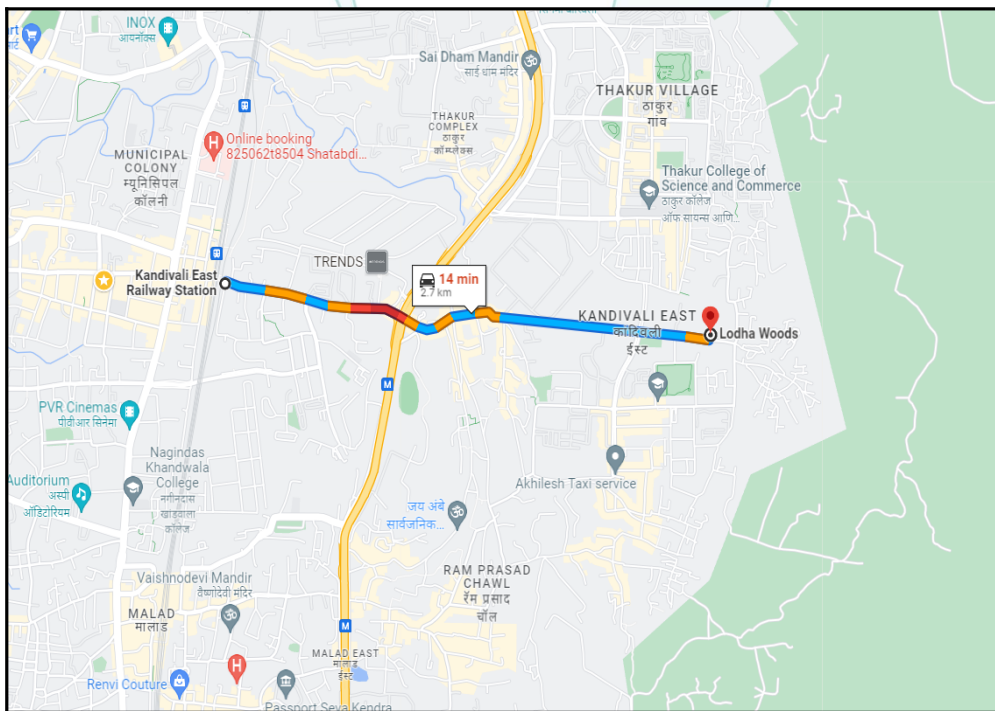 INOX
आयनॉक्स
Sai Dham Mandir
साई धाम मंदिर
THAKUR VILLAGE
ठाकुर
गाव
THAKUR
COMPLEX
ठाकुर
कॉम्प्लेक्स
Online booking
825062t8504 Shatabdi...
MUNICIPAL
COLONY
म्युनिसिपल
कॉलनी
Thakur College of
Science and Commerce
ठाकुर कॉलेज
ऑफ सायन्स आणि...
TRENDS
Kandivali East
Railway Station
14 min
2.7 km
KANDIVALI EAST
कांदिवली
ईस्ट
Lodha Woods
M
PVR Cinemas
पीवीआर सिनेमा
Nagindas
Khandwala
College
नगीनदास
खांडवाला
कॉलेज
Auditorium
अस्पी
ऑडिटोरियम
Akhilesh Taxi service
जय अंबे
सार्वजनिक...
RAM PRASAD
CHAWL
रॅम प्रसाद
चॉल
Vaishnodevi Mandir
वैष्णोदेवी मंदिर
MALAD
मालाड
M
MALAD EAST
मालाड
ईस्ट
H
Renvi Couture
Passport Seva Kendra